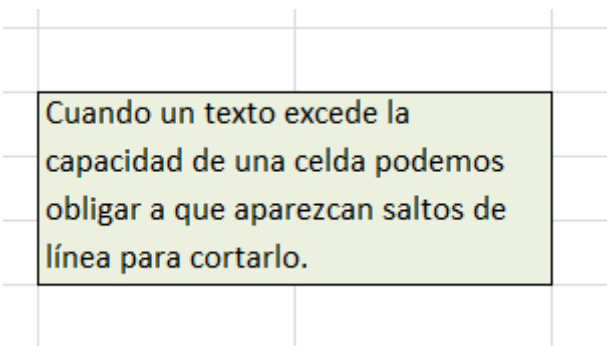 Cuando un texto excede la
capacidad de una celda podemos
obligar a que aparezcan saltos de
línea para cortarlo.